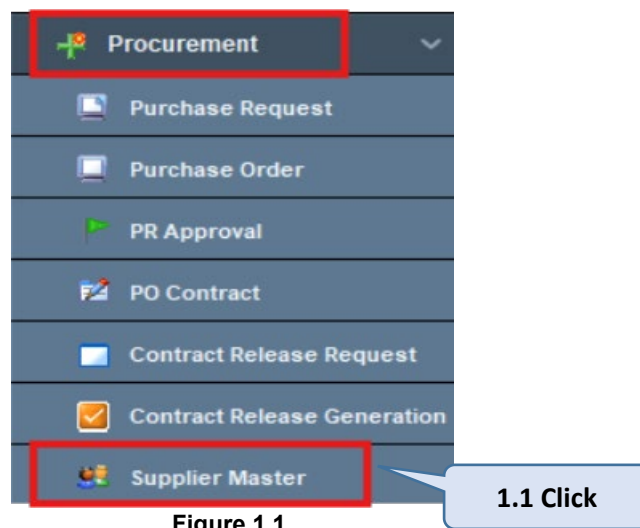 Procurement
Purchase Request
Purchase Order
PR Approval
PO Contract
Contract Release Request
Contract Release Generation
Supplier Master
1.1 Click
Figure 1.1